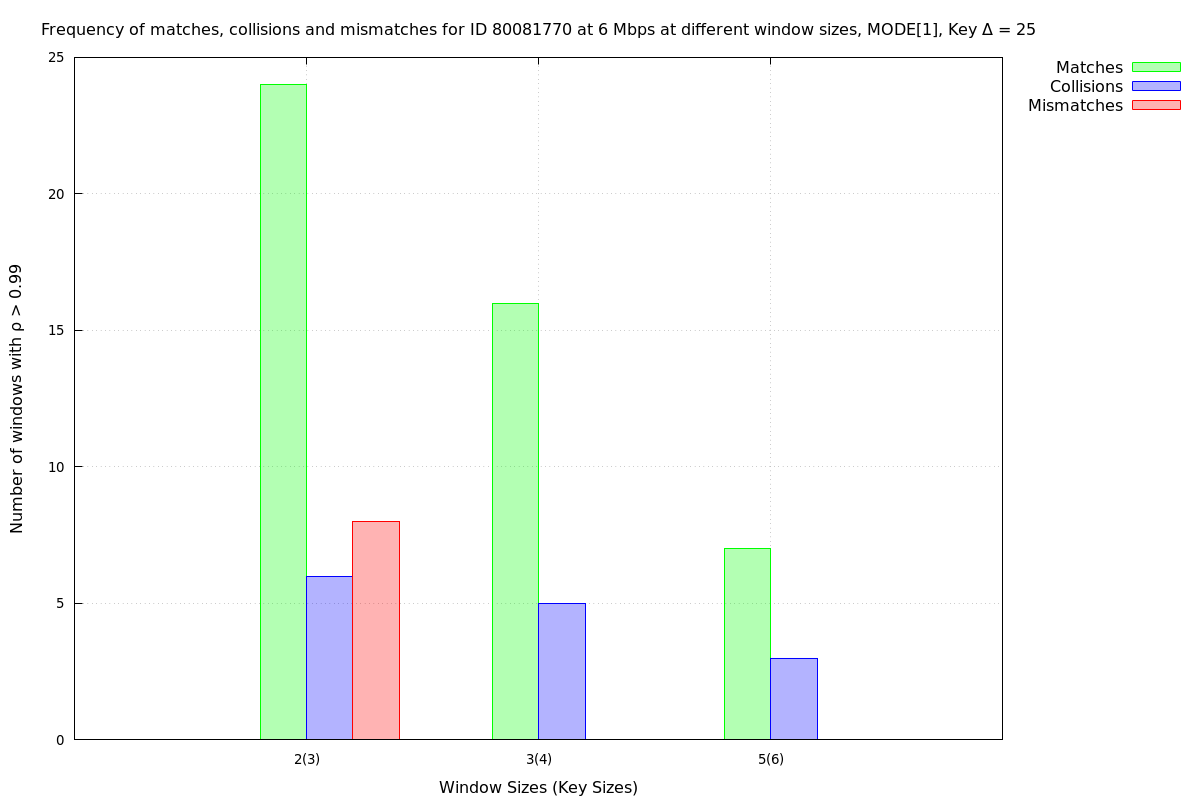 Frequency of matches, collisions and mismatches for ID 80081770 at 6 Mbps at different window sizes, MODE[1], Key Δ = 25
Matches
Collisions
Mismatches
Number of windows with ρ > 0.99
25
20
15
10
5
0
2(3)
3(4)
5(6)
Window Sizes (Key Sizes)